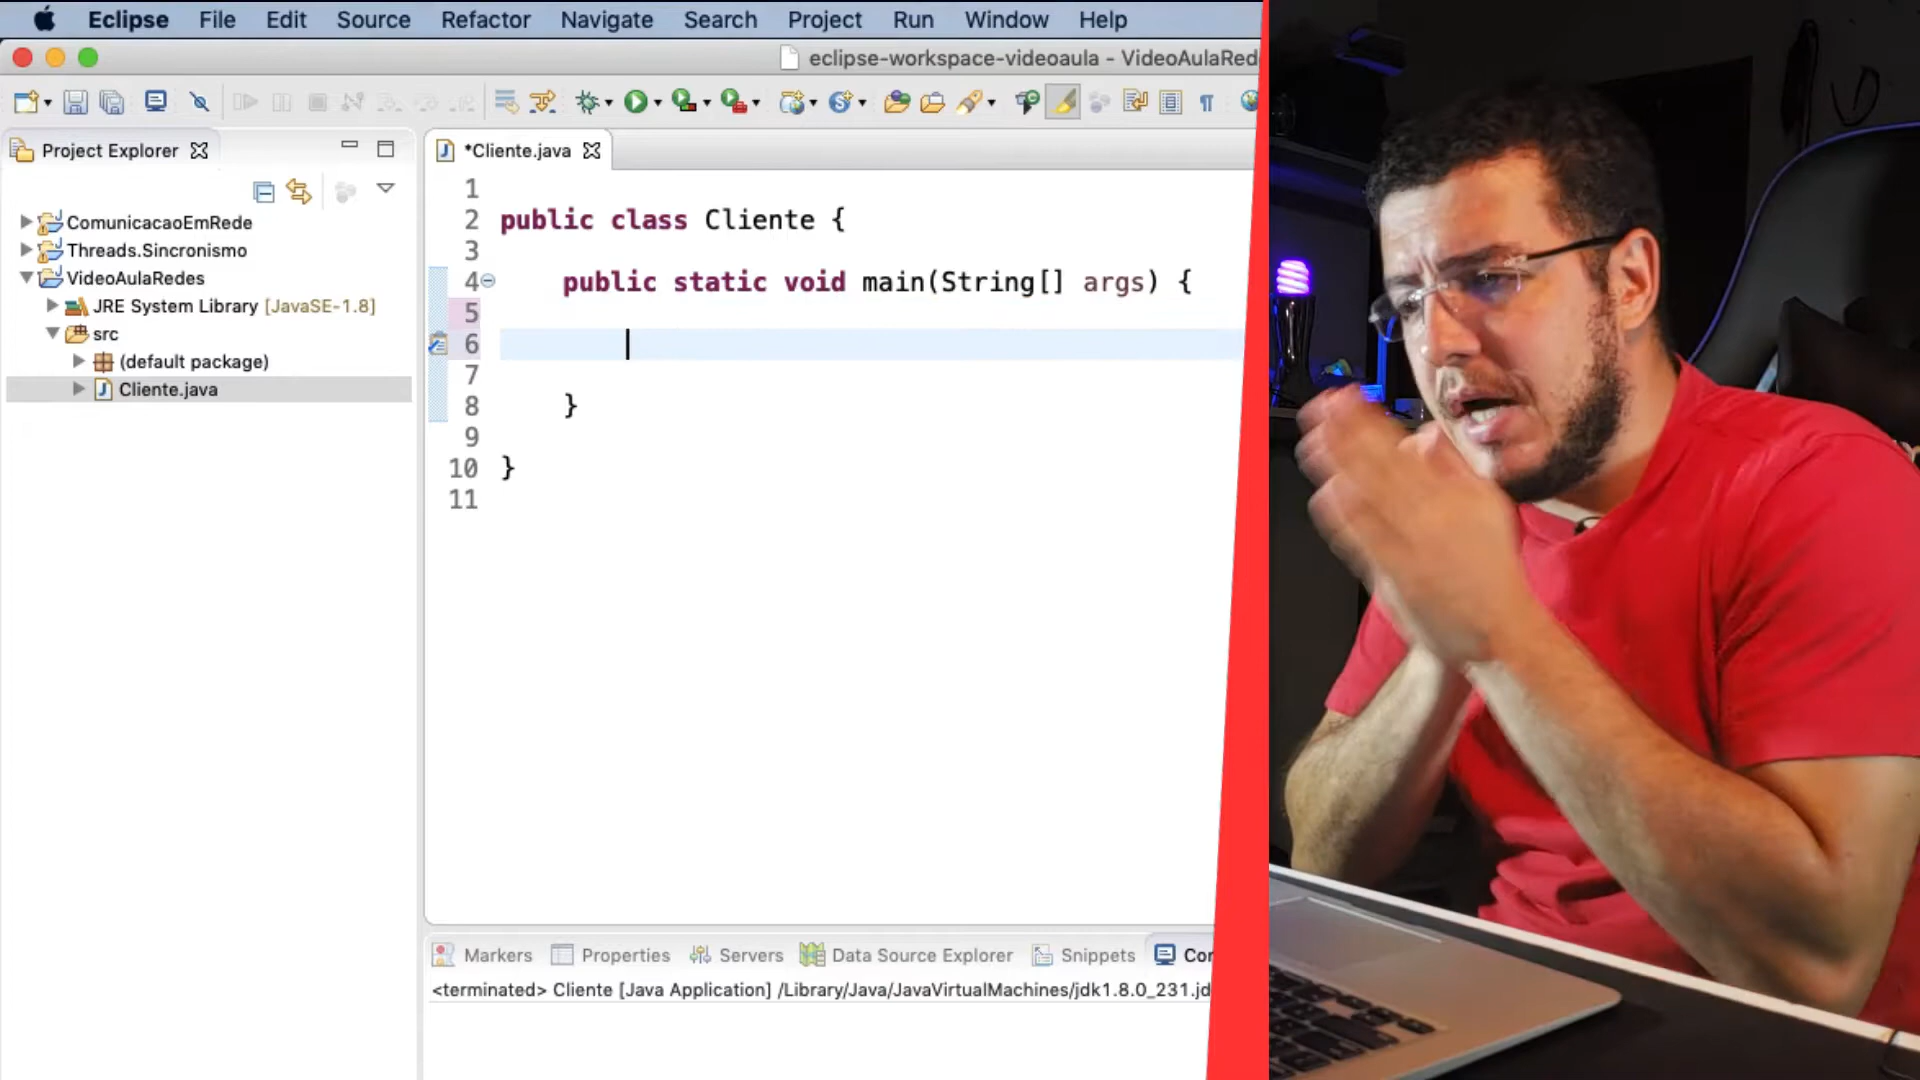 Eclipse File Edit Source Refactor Navigate Search Project Run Window Help
eclipse-workspace-videoaula - VideoAulaRede
Project Explorer
*Cliente.java
ComunicacaoEmRede
Threads.Sincronismo
VideoAulaRedes
JRE System Library [JavaSE-1.8]
src
(default package)
Cliente.java
1
2 public class Cliente {
3
4 public static void main(String[] args) {
5
6
7
8 }
9
10 }
11
Markers Properties Servers Data Source Explorer Snippets
<terminated> Cliente [Java Application] /Library/Java/JavaVirtualMachines/jdk1.8.0_231.jd